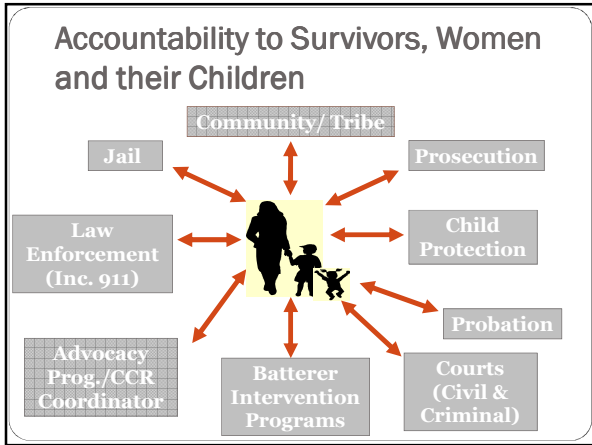 Accountability to Survivors, Women
and their Children
Community/ Tribe
Jail
Prosecution
Law
Enforcement
(Inc. 911)
Child
Protection
Probation
Advocacy
Prog./CCR
Coordinator
Batterer
Intervention
Programs
Courts
(Civil &
Criminal)